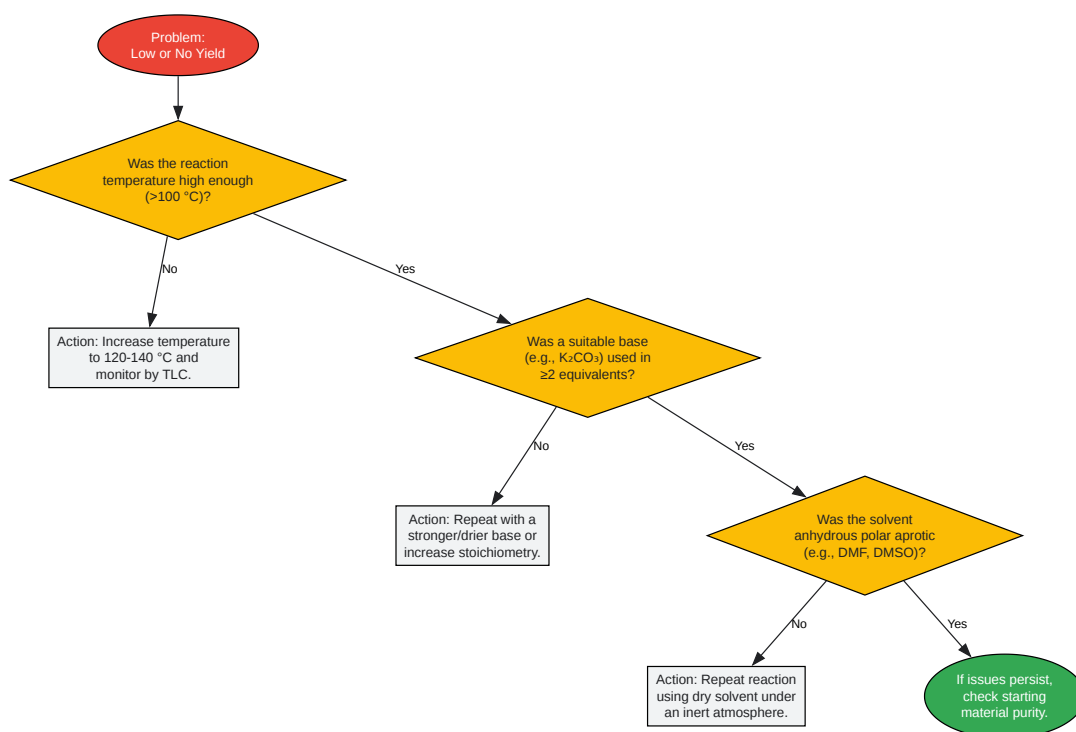 Problem:
Low or No Yield
Was the reaction
temperature high enough
(>100 °C)?
No
Yes
Action: Increase temperature
to 120-140 °C and
monitor by TLC.
Was a suitable base
(e.g., K₂CO₃) used in
≥2 equivalents?
No
Yes
Action: Repeat with a
stronger/drier base or
increase stoichiometry.
Was the solvent
anhydrous polar aprotic
(e.g., DMF, DMSO)?
No
Yes
Action: Repeat reaction
using dry solvent under
an inert atmosphere.
If issues persist,
check starting
material purity.